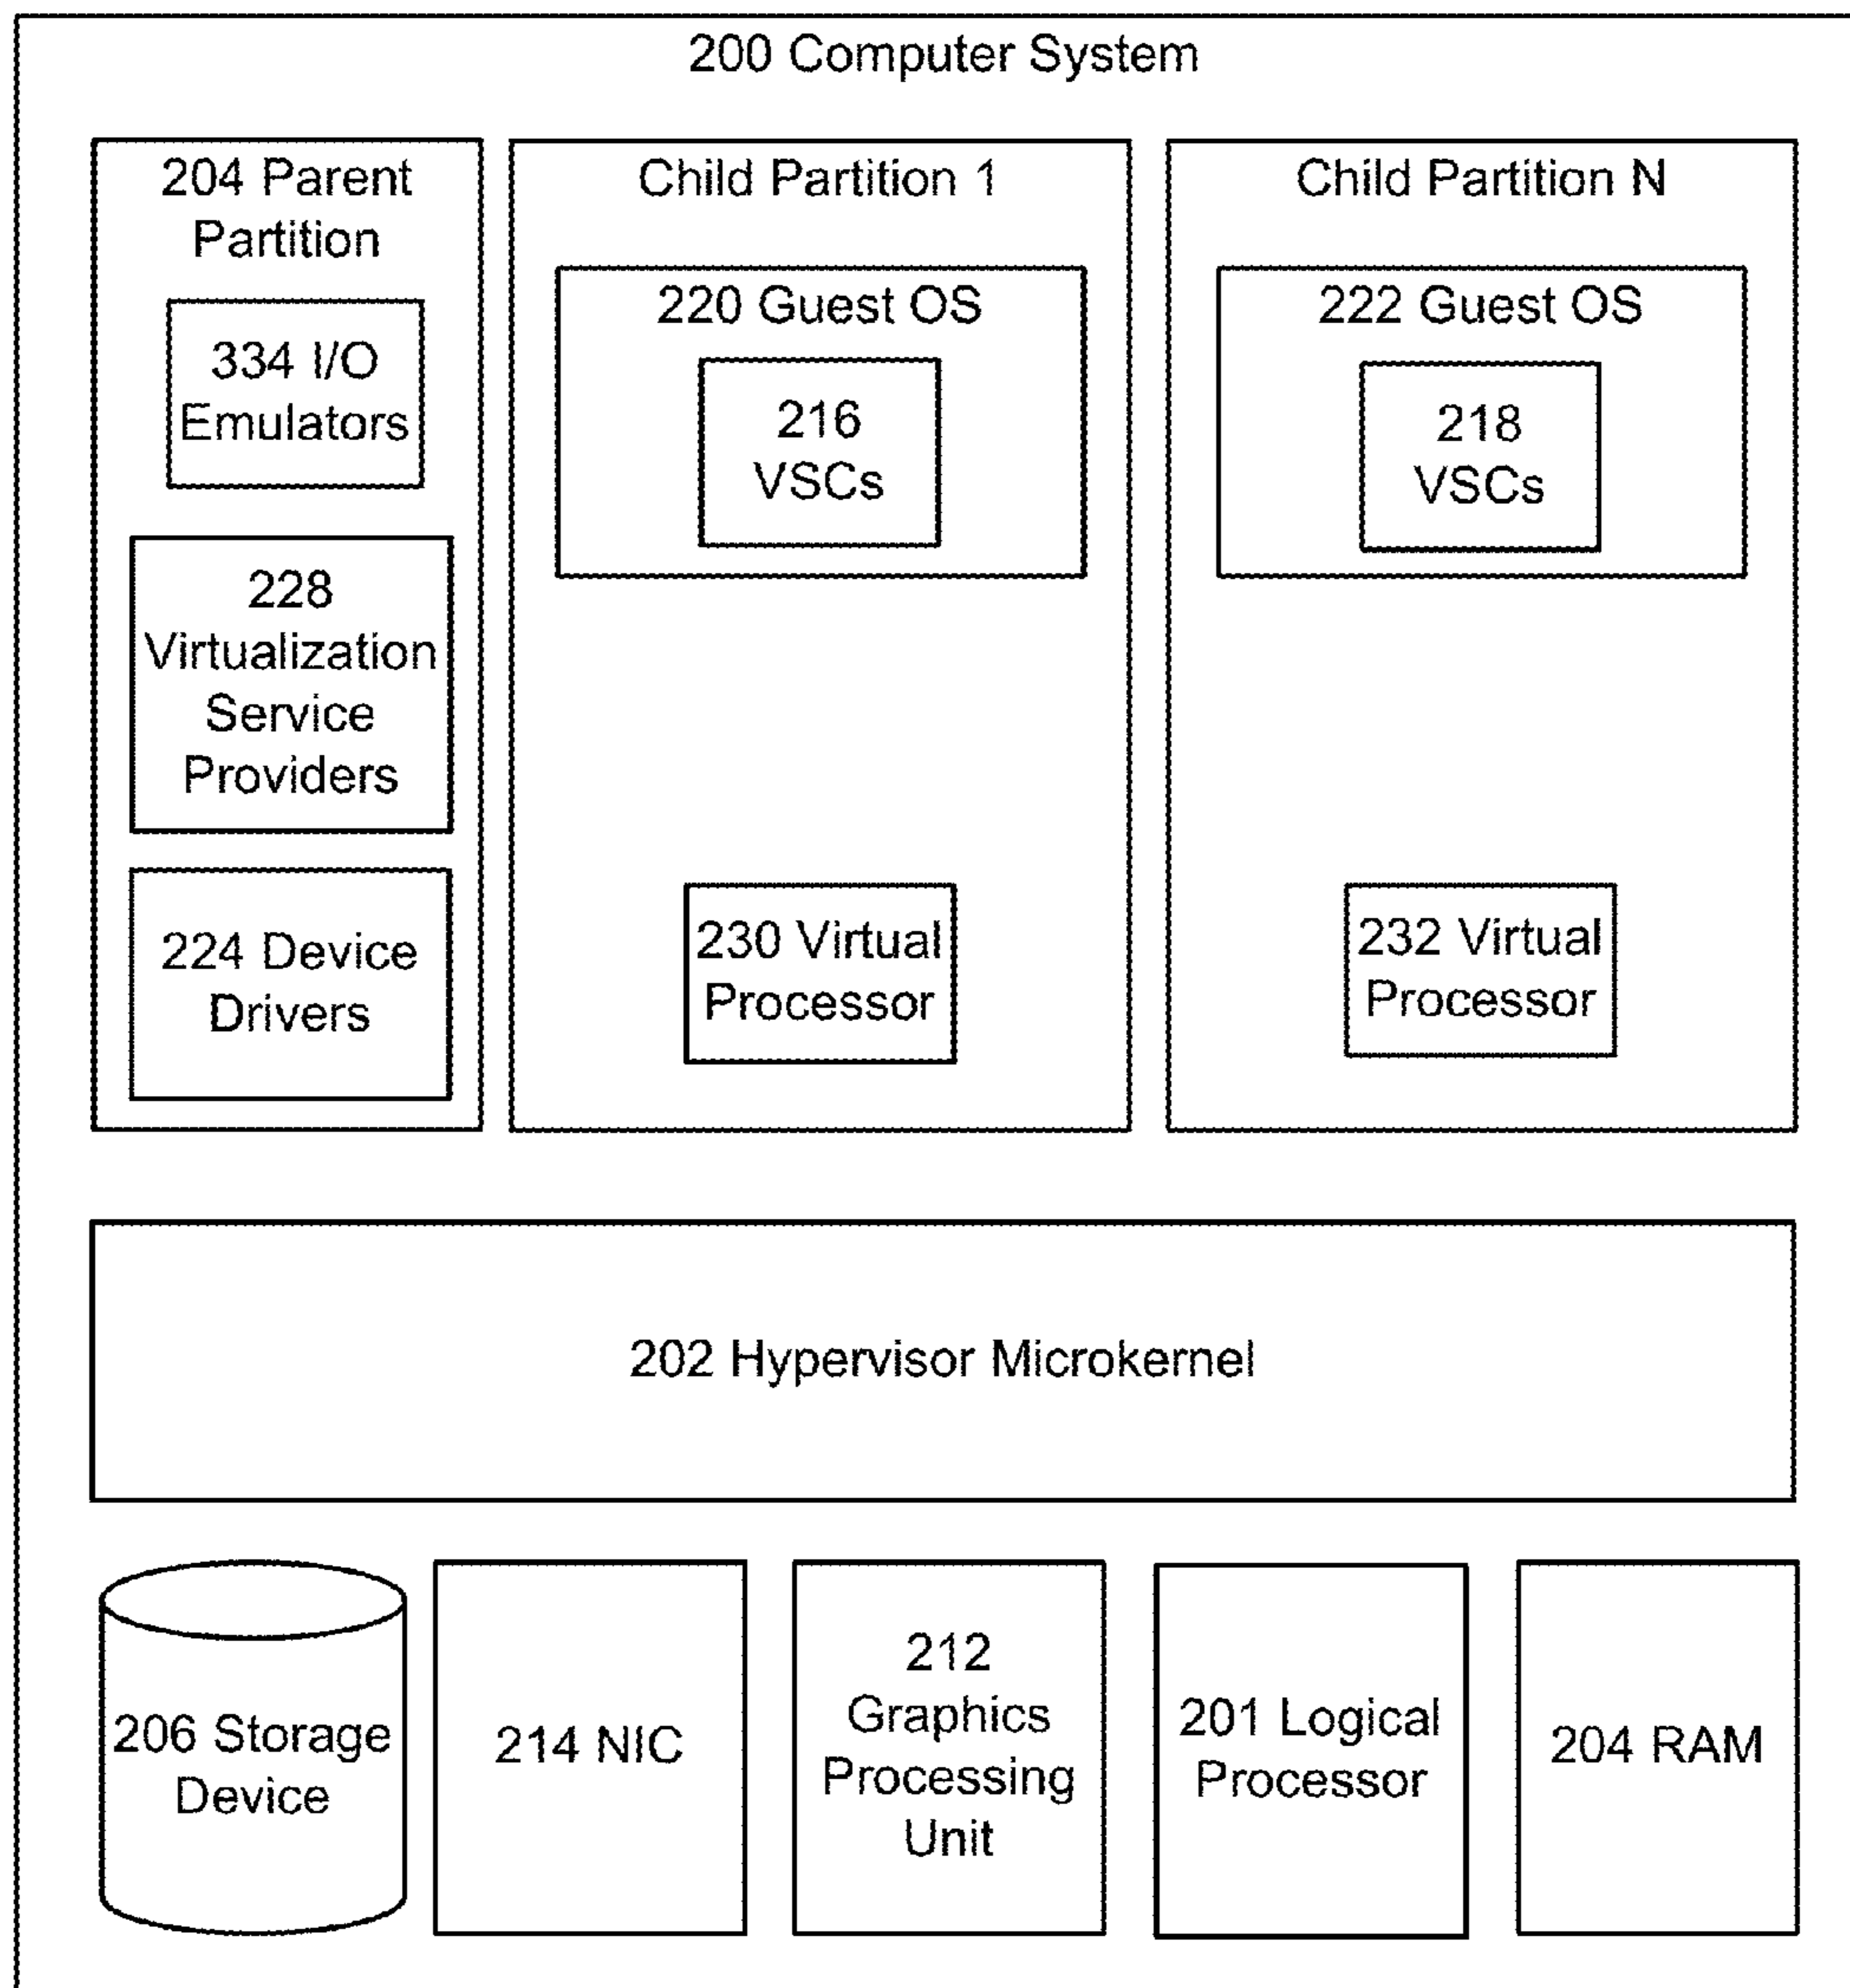 200 Computer System
204 Parent
Partition
334 I/O
Emulators
228
Virtualization
Service
Providers
224 Device
Drivers
Child Partition 1
220 Guest OS
216
VSCs
230 Virtual
Processor
Child Partition N
222 Guest OS
218
VSCs
232 Virtual
Processor
202 Hypervisor Microkernel
206 Storage
Device
214 NIC
212
Graphics
Processing
Unit
201 Logical
Processor
204 RAM